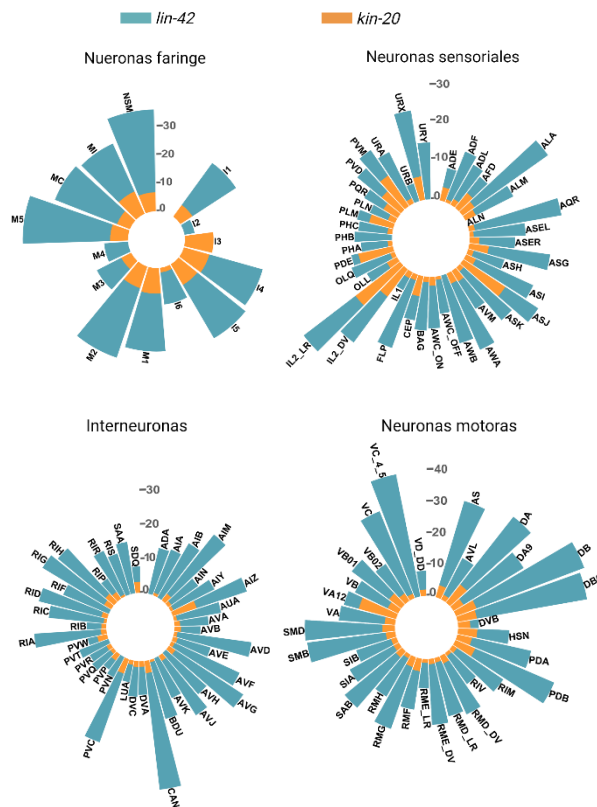 lin-42 kin-20
Nueronas faringe
Neuronas sensoriales
-30
-20
-10
-0
NSM
I1
I2
I3
I4
I5
I6
M1
M2
M3
M4
M5
MC
MI
-30
-20
-10
-0
ADE
ADF
ADL
AFD
ALA
ALM
ALN
AQR
ASEL
ASER
ASG
ASH
ASI
ASJ
ASK
AVM
AWA
AWB
AWC_OFF
AWC_ON
BAG
CEP
FLP
IL1
IL2_DV
IL2_LR
OLL
OLQ
PDE
PHA
PHB
PHC
PLM
PLN
PQR
PVD
PVM
URA
URB
URX
URY
Interneuronas
Neuronas motoras
-30
-20
-10
-0
ADA
AIA
AIB
AIM
AIN
AIY
AIZ
AUA
AVA
AVB
AVD
AVE
AVF
AVG
AVH
AVJ
AVK
BDU
CAN
DVA
DVC
LUA
PVC
PVN
PVP
PVQ
PVR
PVT
PVW
RIA
RIB
RIC
RID
RIF
RIG
RIH
RIP
RIR
RIS
SAA
SDQ
-40
-30
-20
-10
-0
AS
AVL
DA
DA9
DB
DVB
HSN
PDA
PDB
RIM
RIV
RMD_DV
RMD_LR
RME_DV
RME_LR
RMF
RMG
RMH
SAB
SIA
SIB
SMB
SMD
VA
VA12
VB
VB01
VB02
VC
VC_4_5
VD_DD